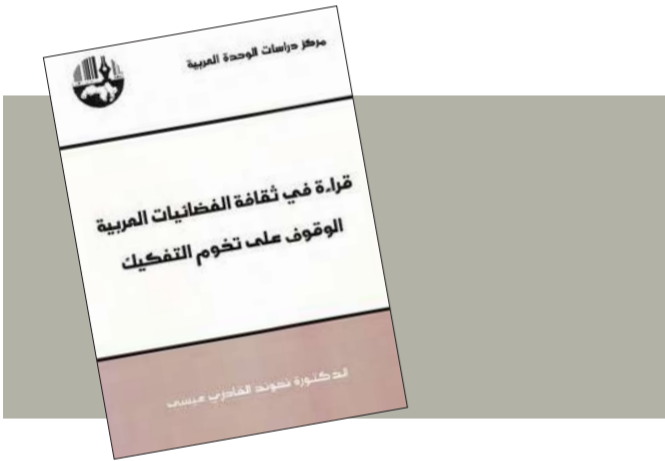 مركز دراسات الوحدة العربية
قراءة في ثقافة الفضائيات العربية
الوقوف على تخوم التفكيك
الدكتورة نهوند القادري عيسى